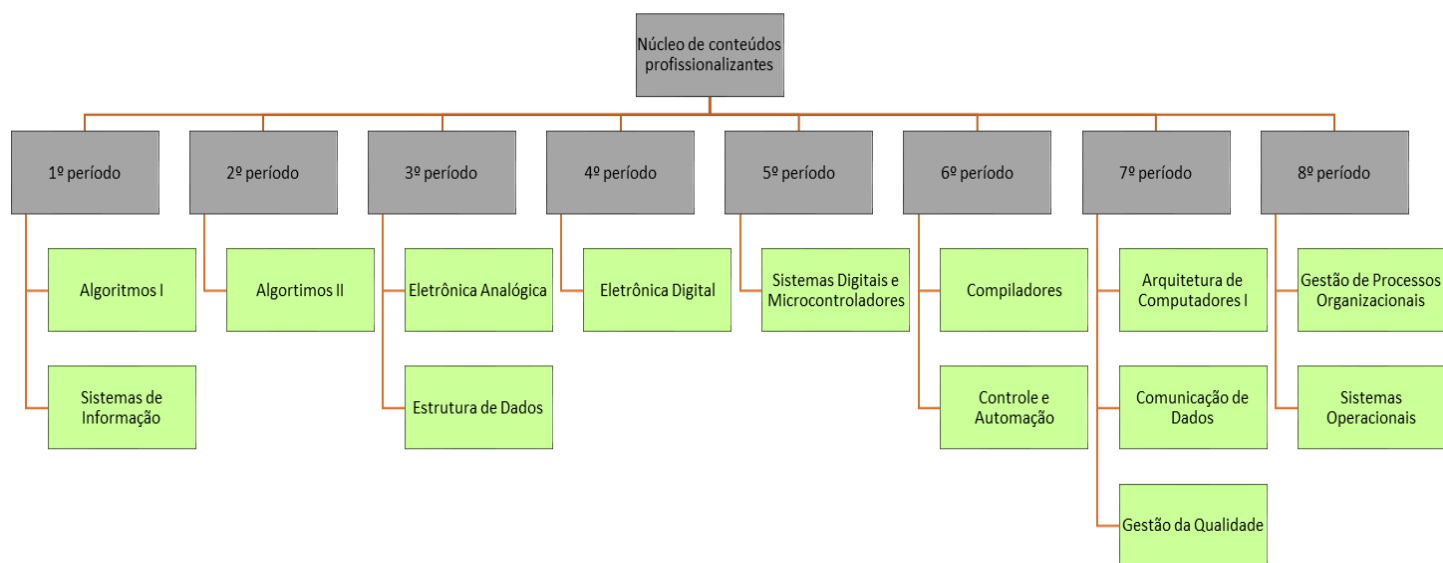 Núcleo de conteúdos
profissionalizantes
1º período
2º período
3º período
4º período
5º período
6º período
7º período
8º período
Algoritmos I
Algortimos II
Eletrônica Analógica
Eletrônica Digital
Sistemas Digitais e
Microcontroladores
Compiladores
Arquitetura de
Computadores I
Gestão de Processos
Organizacionais
Sistemas de
Informação
Estrutura de Dados
Controle e
Automação
Comunicação de
Dados
Sistemas
Operacionais
Gestão da Qualidade